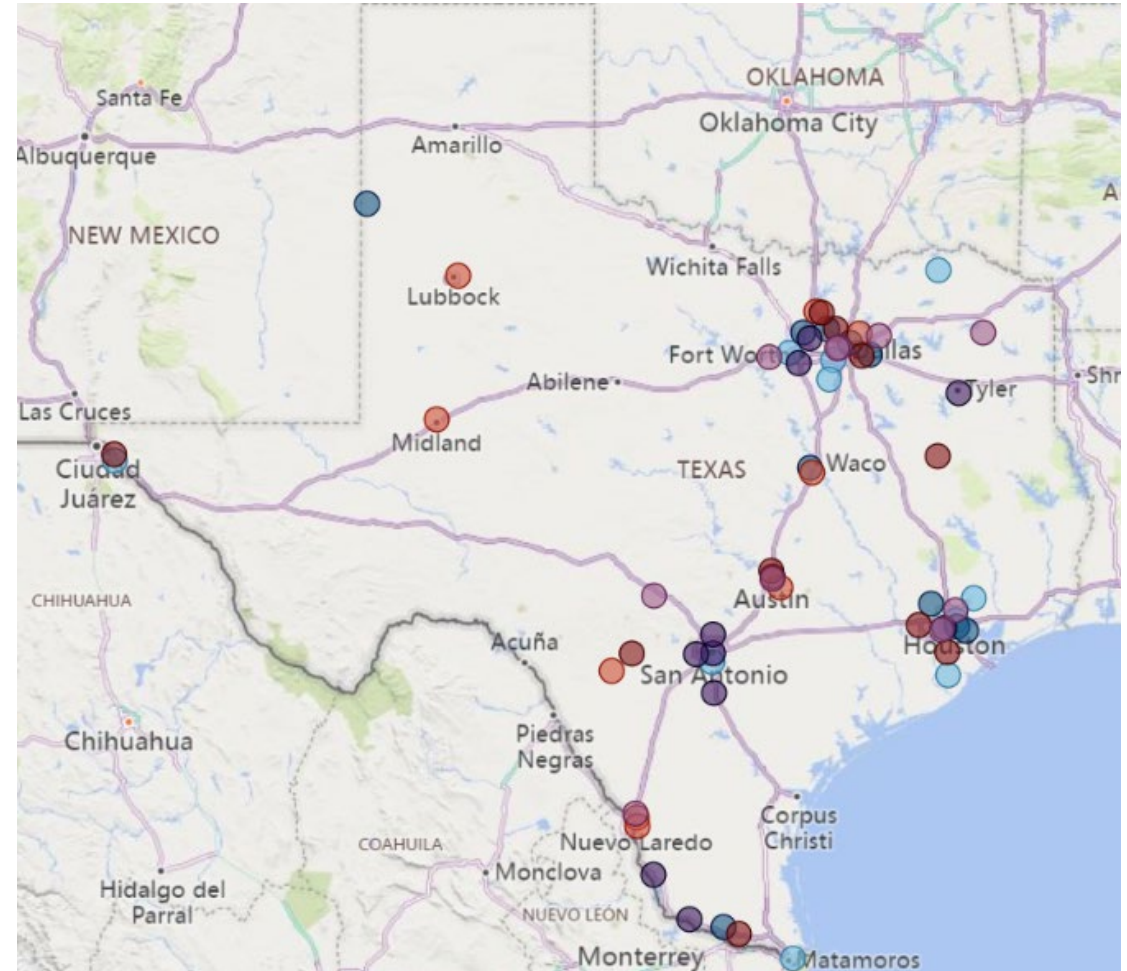 OKLAHOMA
Santa Fe
Oklahoma City
Amarillo
Albuquerque
A
NEW MEXICO
Wichita Falls
Lubbock
Fort Wort
allas
Abilene
Shr
Tyler
Las Cruces
Midland
TEXAS
Waco
Ciudad
Juárez
CHIHUAHUA
Austin
Acuña
Houston
San Antonio
Piedras
Negras
Chihuahua
Corpus
Christi
COAHUILA
Nuevo Laredo
Monclova
Hidalgo del
Parral
NUEVO LEÓN
Monterrey
Matamoros